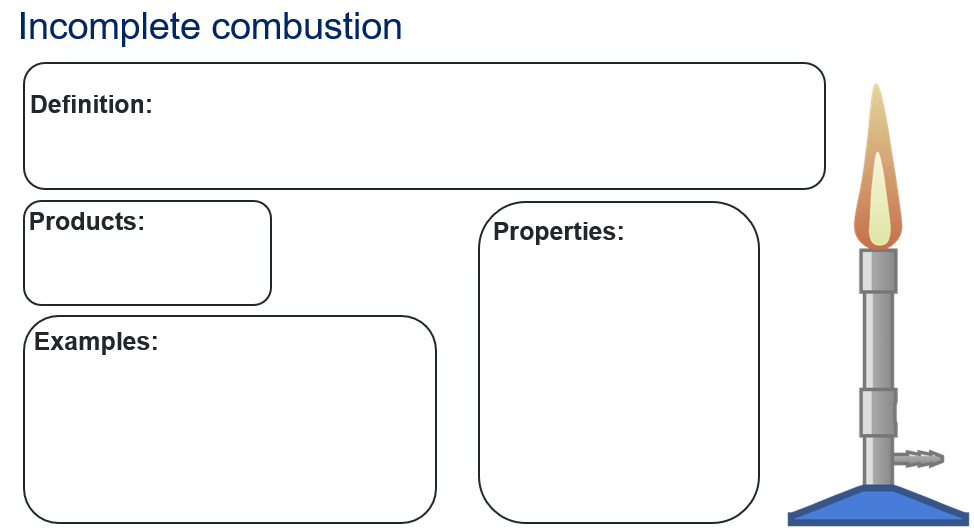 Incomplete combustion
Definition:
Products:
Properties:
Examples: